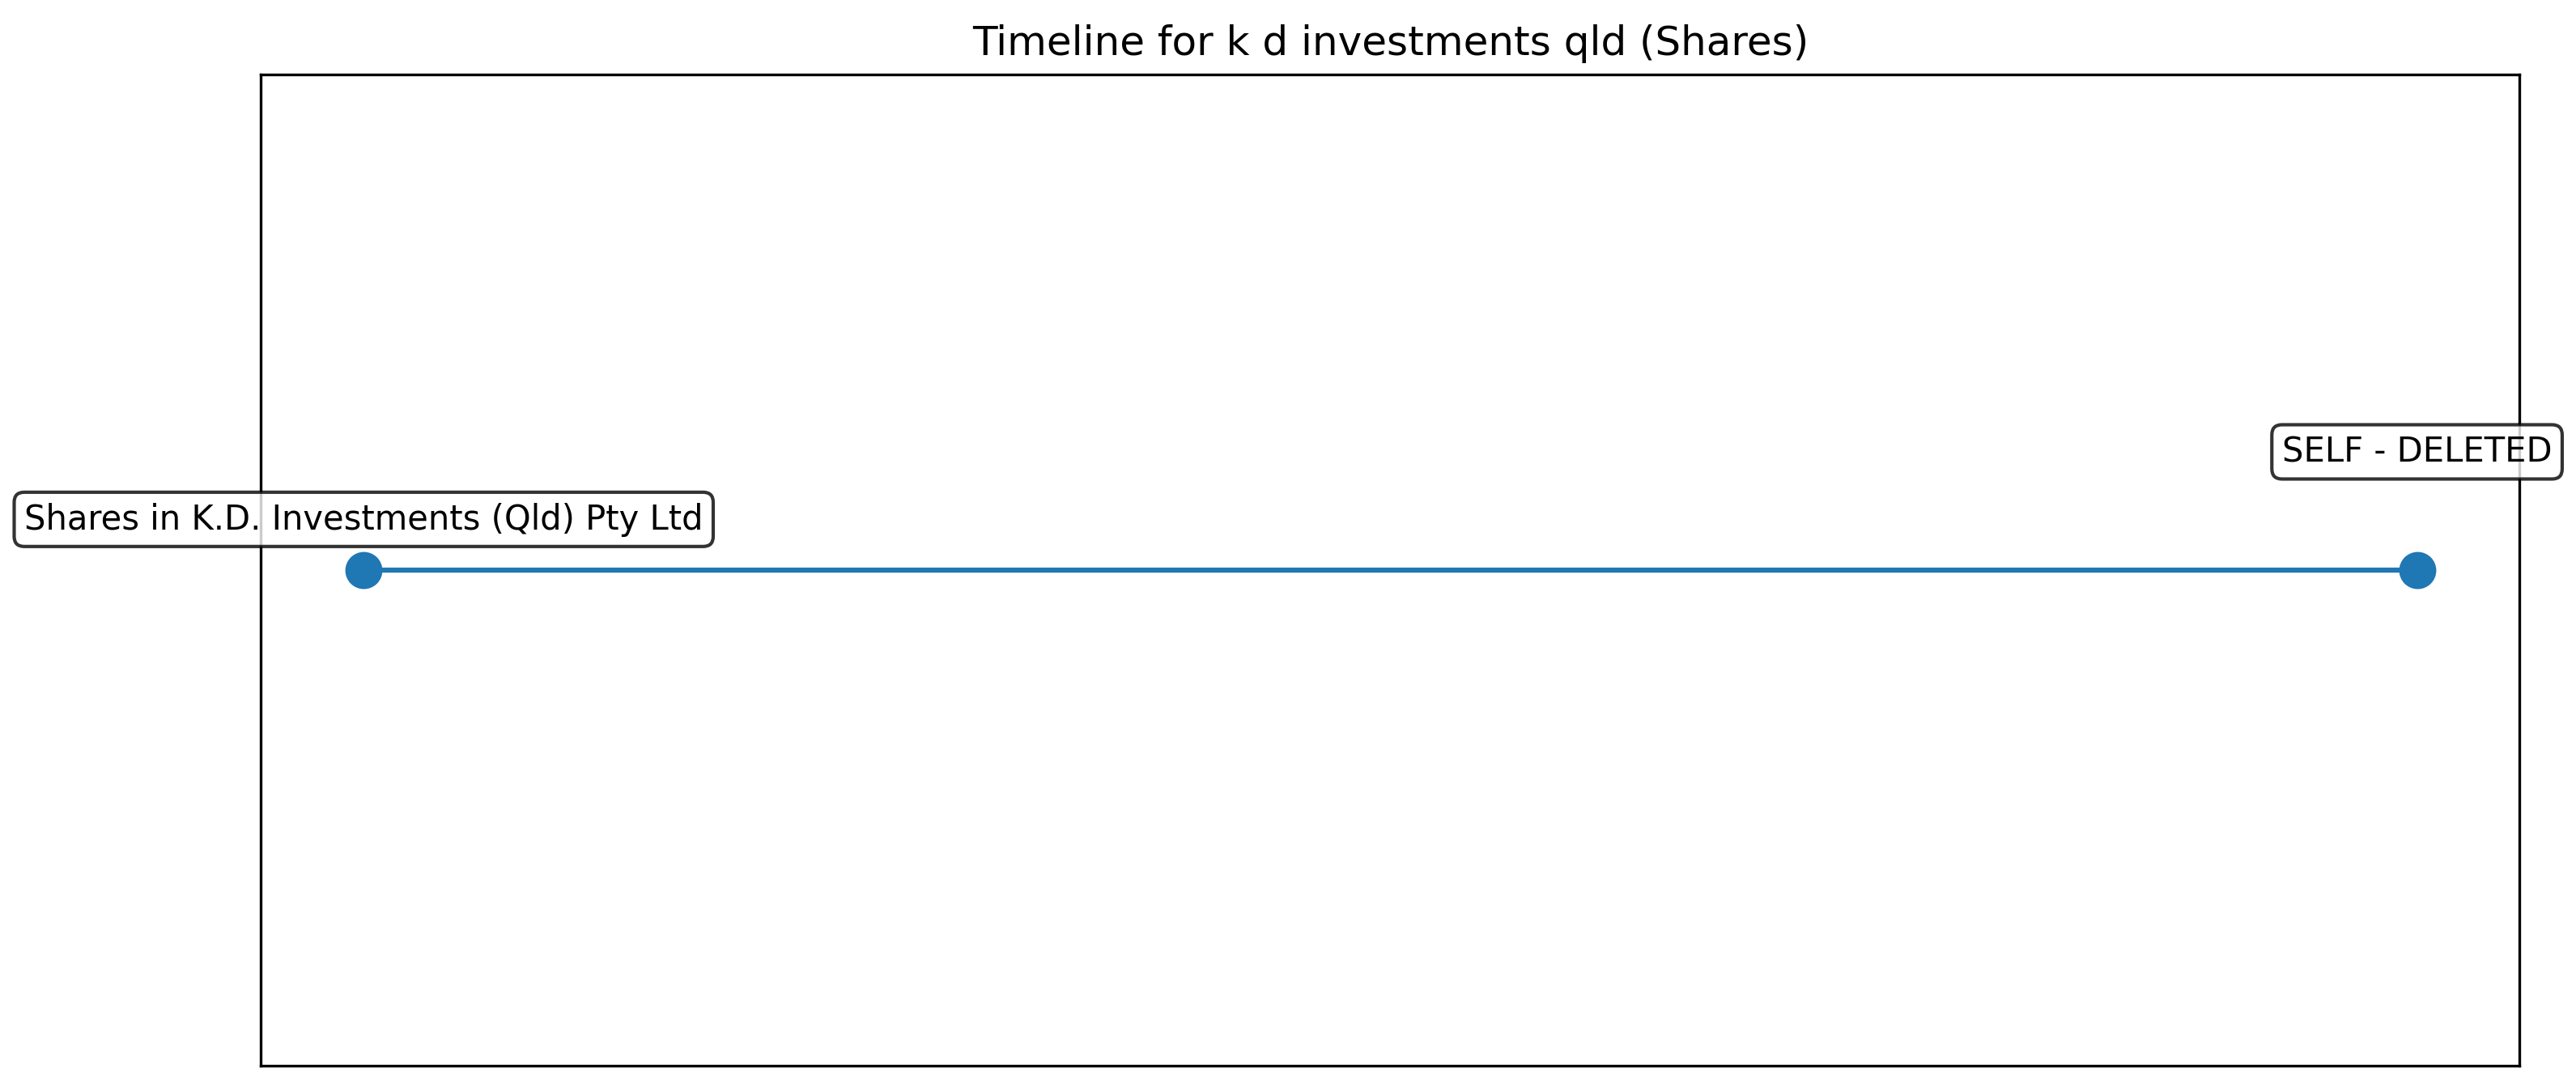 Timeline for k d investments qld (Shares)
SELF - DELETED
Shares in K.D. Investments (Qld) Pty Ltd